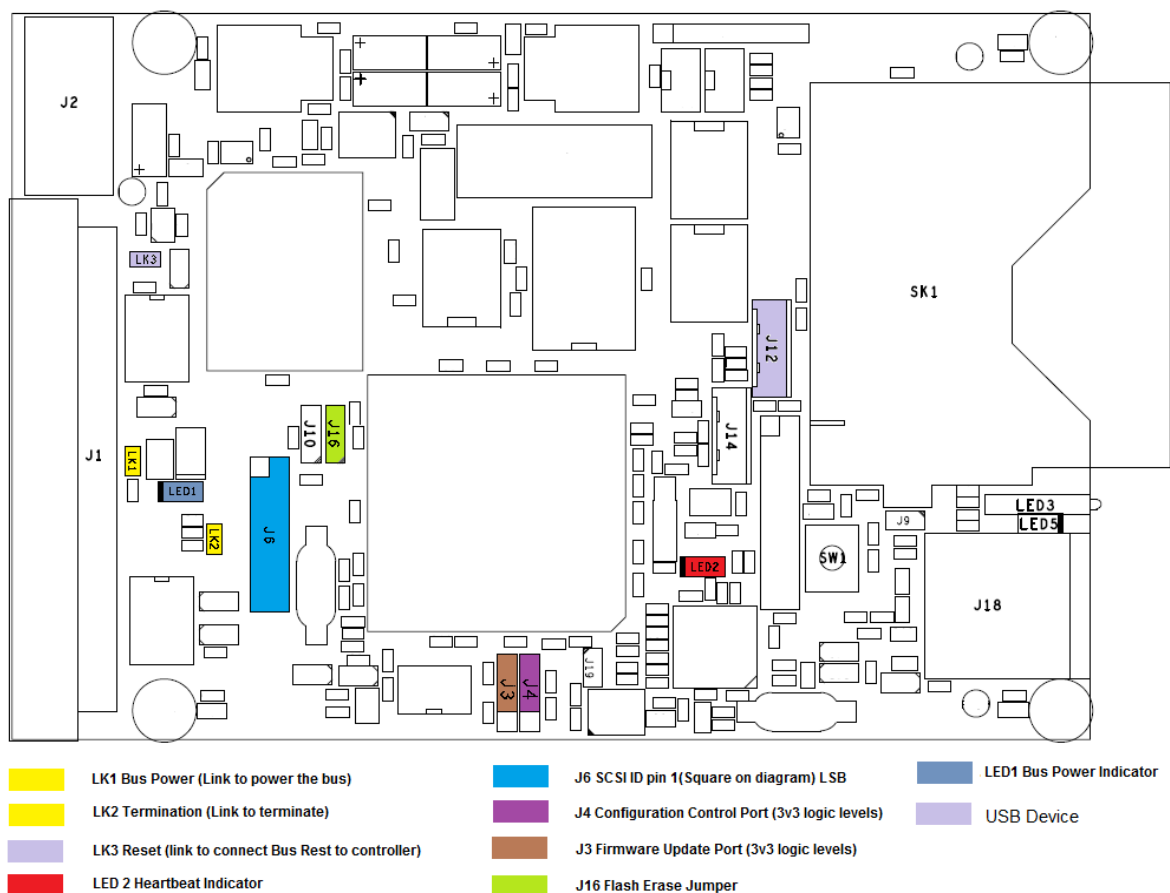 J2
LK3
SK1
J12
J1
J10
J16
J14
LK1
LED1
LED3
J9
LED5
LK2
J6
SW1
LED2
J18
J19
J3
J4
LK1 Bus Power (Link to power the bus)
LK2 Termination (Link to terminate)
LK3 Reset (link to connect Bus Rest to controller)
LED 2 Heartbeat Indicator
J6 SCSI ID pin 1(Square on diagram) LSB
J4 Configuration Control Port (3v3 logic levels)
J3 Firmware Update Port (3v3 logic levels)
J16 Flash Erase Jumper
LED1 Bus Power Indicator
USB Device